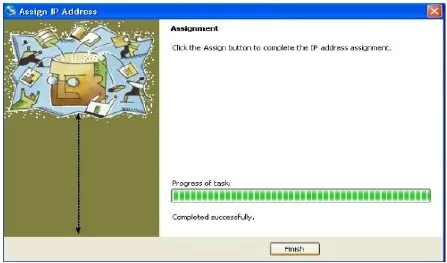 Assign IP Address
Assignment
Click the Assign button to complete the IP address assignment.
Progress of task:
Completed successfully.
Finish